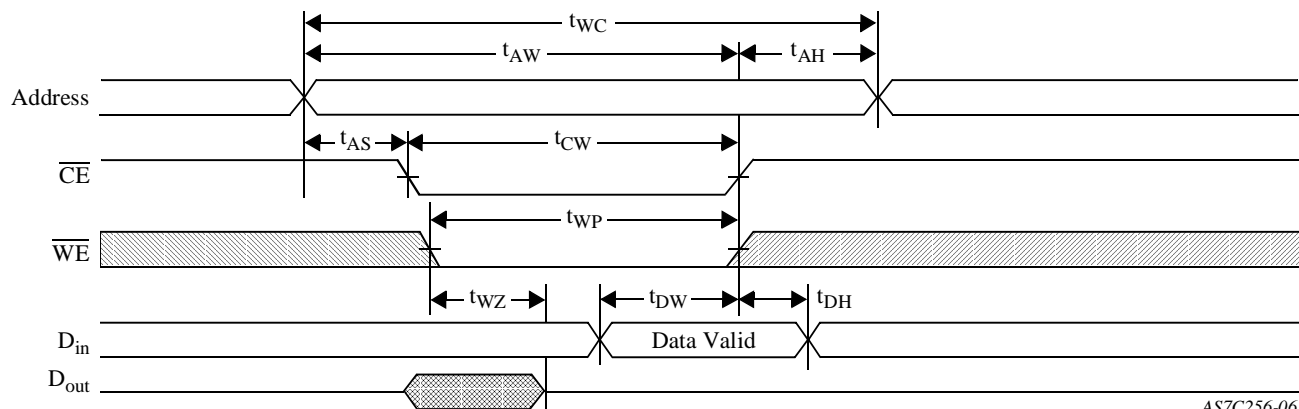 tWC
tAW tAH
Address
tAS tCW
CE
tWP
WE
tWZ tDW tDH
Din Data Valid
Dout
AS7C256-06